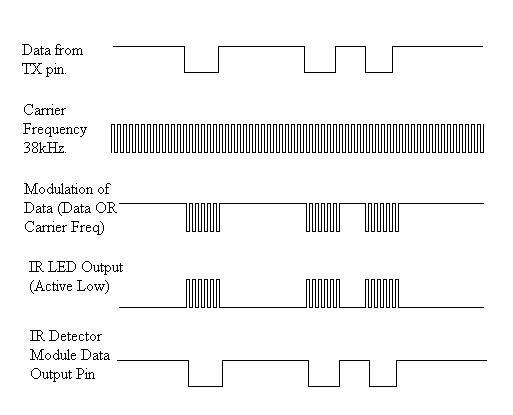 Data from
TX pin.
Carrier
Frequency
38kHz.
Modulation of
Data (Data OR
Carrier Freq)
IR LED Output
(Active Low)
IR Detector
Module Data
Output Pin